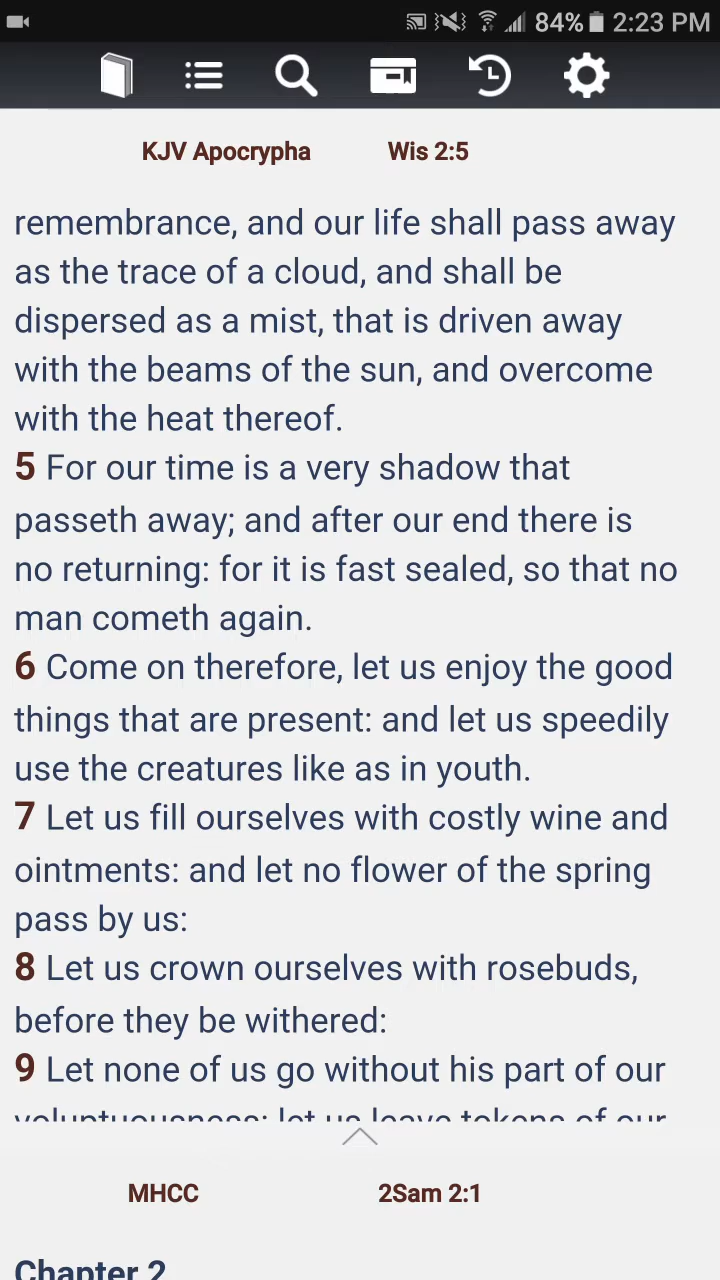 84% 2:23 PM
KJV Apocrypha Wis 2:5
remembrance, and our life shall pass away
as the trace of a cloud, and shall be
dispersed as a mist, that is driven away
with the beams of the sun, and overcome
with the heat thereof.
5 For our time is a very shadow that
passeth away; and after our end there is
no returning: for it is fast sealed, so that no
man cometh again.
6 Come on therefore, let us enjoy the good
things that are present: and let us speedily
use the creatures like as in youth.
7 Let us fill ourselves with costly wine and
ointments: and let no flower of the spring
pass by us:
8 Let us crown ourselves with rosebuds,
before they be withered:
9 Let none of us go without his part of our
voluptuousness: let us leave tokens of our
MHCC 2Sam 2:1
Chapter 2